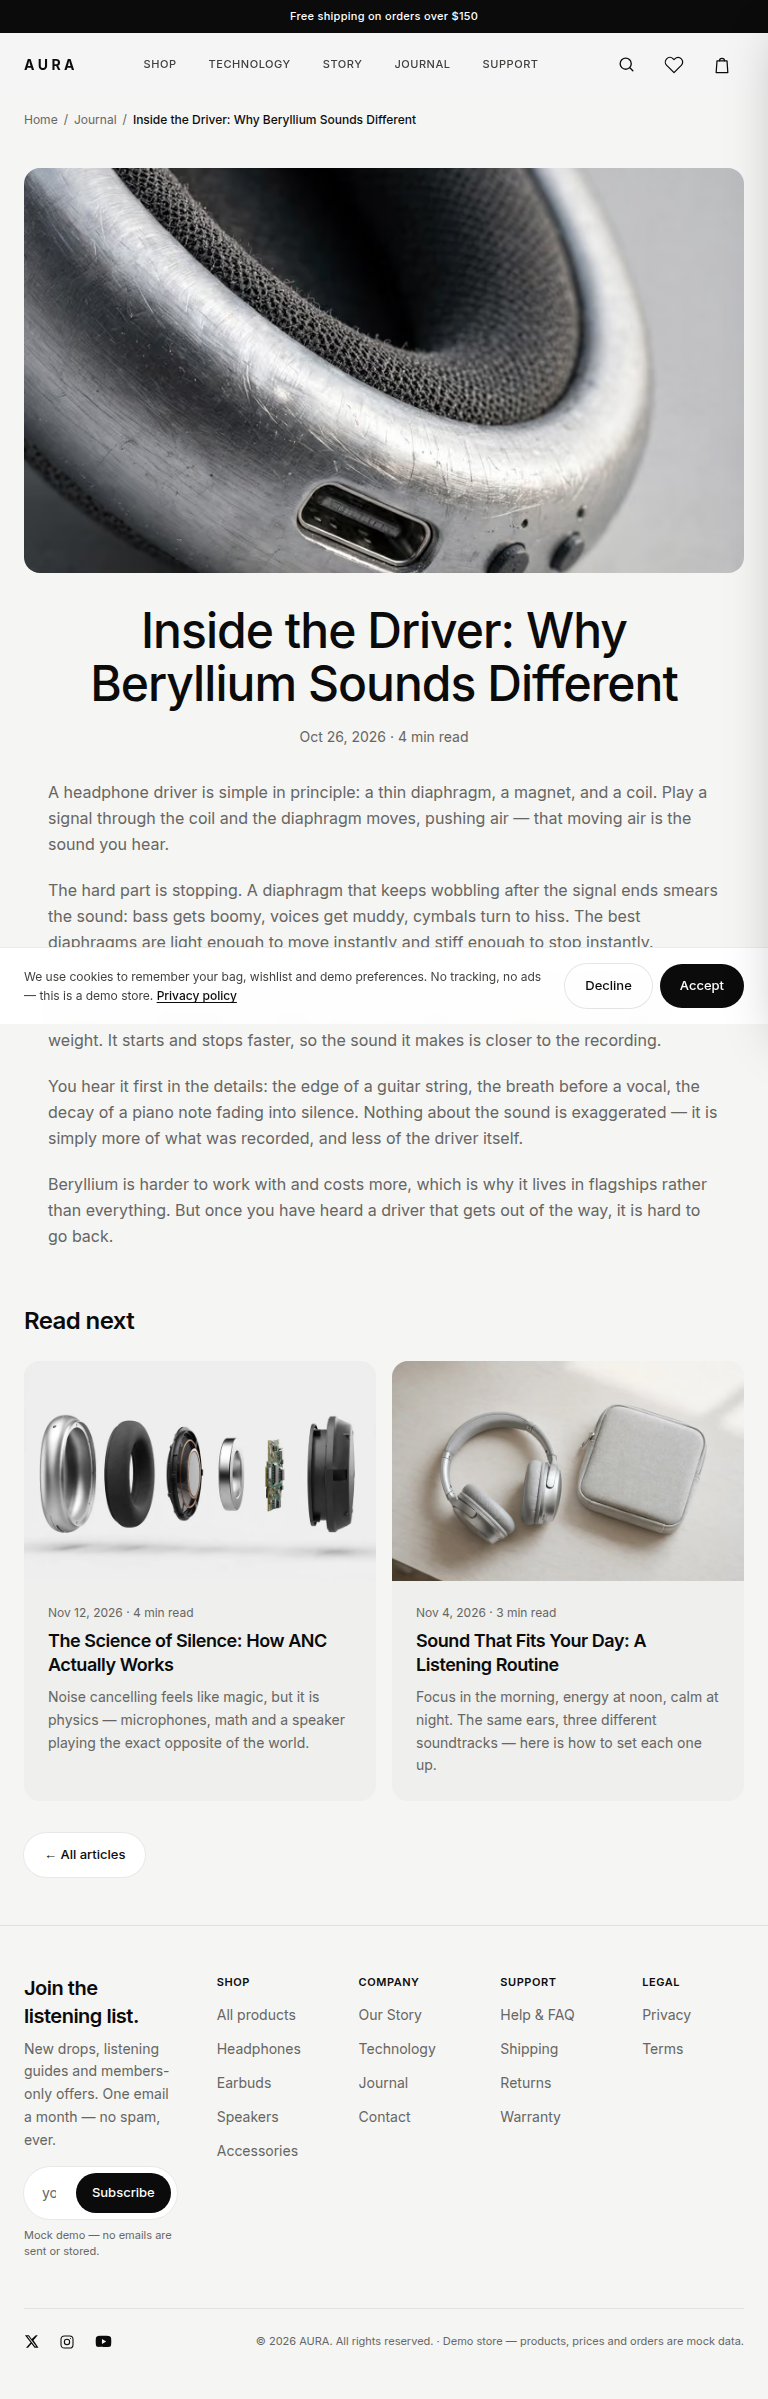 Free shipping on orders over $150
AURA
SHOP TECHNOLOGY STORY JOURNAL SUPPORT
Home / Journal / Inside the Driver: Why Beryllium Sounds Different
Inside the Driver: Why
Beryllium Sounds Different
Oct 26, 2026 · 4 min read
A headphone driver is simple in principle: a thin diaphragm, a magnet, and a coil. Play a
signal through the coil and the diaphragm moves, pushing air — that moving air is the
sound you hear.
The hard part is stopping. A diaphragm that keeps wobbling after the signal ends smears
the sound: bass gets boomy, voices get muddy, cymbals turn to hiss. The best
diaphragms are light enough to move instantly and stiff enough to stop instantly.
We use cookies to remember your bag, wishlist and demo preferences. No tracking, no ads
— this is a demo store. Privacy policy
Decline
Accept
weight. It starts and stops faster, so the sound it makes is closer to the recording.
You hear it first in the details: the edge of a guitar string, the breath before a vocal, the
decay of a piano note fading into silence. Nothing about the sound is exaggerated — it is
simply more of what was recorded, and less of the driver itself.
Beryllium is harder to work with and costs more, which is why it lives in flagships rather
than everything. But once you have heard a driver that gets out of the way, it is hard to
go back.
Read next
Nov 12, 2026 · 4 min read
The Science of Silence: How ANC
Actually Works
Noise cancelling feels like magic, but it is
physics — microphones, math and a speaker
playing the exact opposite of the world.
Nov 4, 2026 · 3 min read
Sound That Fits Your Day: A
Listening Routine
Focus in the morning, energy at noon, calm at
night. The same ears, three different
soundtracks — here is how to set each one
up.
← All articles
Join the
listening list.
New drops, listening
guides and members-
only offers. One email
a month — no spam,
ever.
Subscribe
Mock demo — no emails are
sent or stored.
SHOP
All products
Headphones
Earbuds
Speakers
Accessories
COMPANY
Our Story
Technology
Journal
Contact
SUPPORT
Help & FAQ
Shipping
Returns
Warranty
LEGAL
Privacy
Terms
© 2026 AURA. All rights reserved. · Demo store — products, prices and orders are mock data.